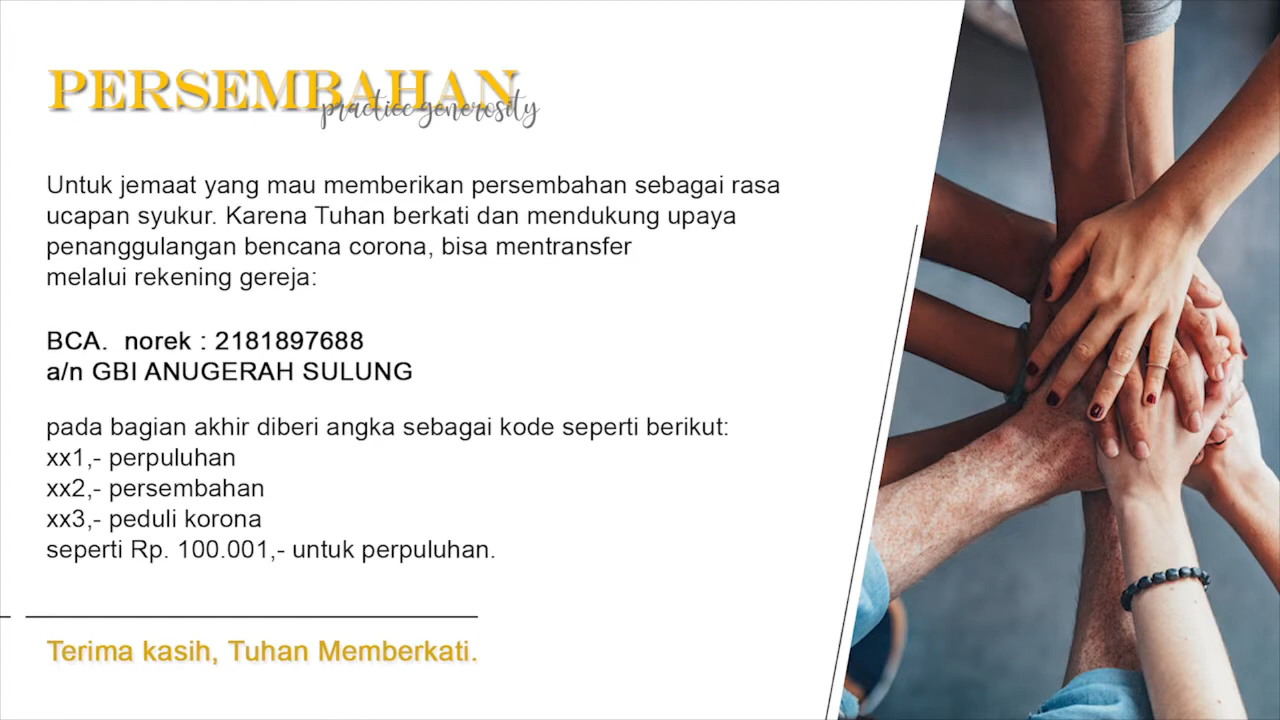 PERSEMBAHAN
practice generosity
Untuk jemaat yang mau memberikan persembahan sebagai rasa
ucapan syukur. Karena Tuhan berkati dan mendukung upaya
penanggulangan bencana corona, bisa mentransfer
melalui rekening gereja:
BCA.  norek : 2181897688
a/n GBI ANUGERAH SULUNG
pada bagian akhir diberi angka sebagai kode seperti berikut:
xx1,- perpuluhan
xx2,- persembahan
xx3,- peduli korona
seperti Rp. 100.001,- untuk perpuluhan.
Terima kasih, Tuhan Memberkati.